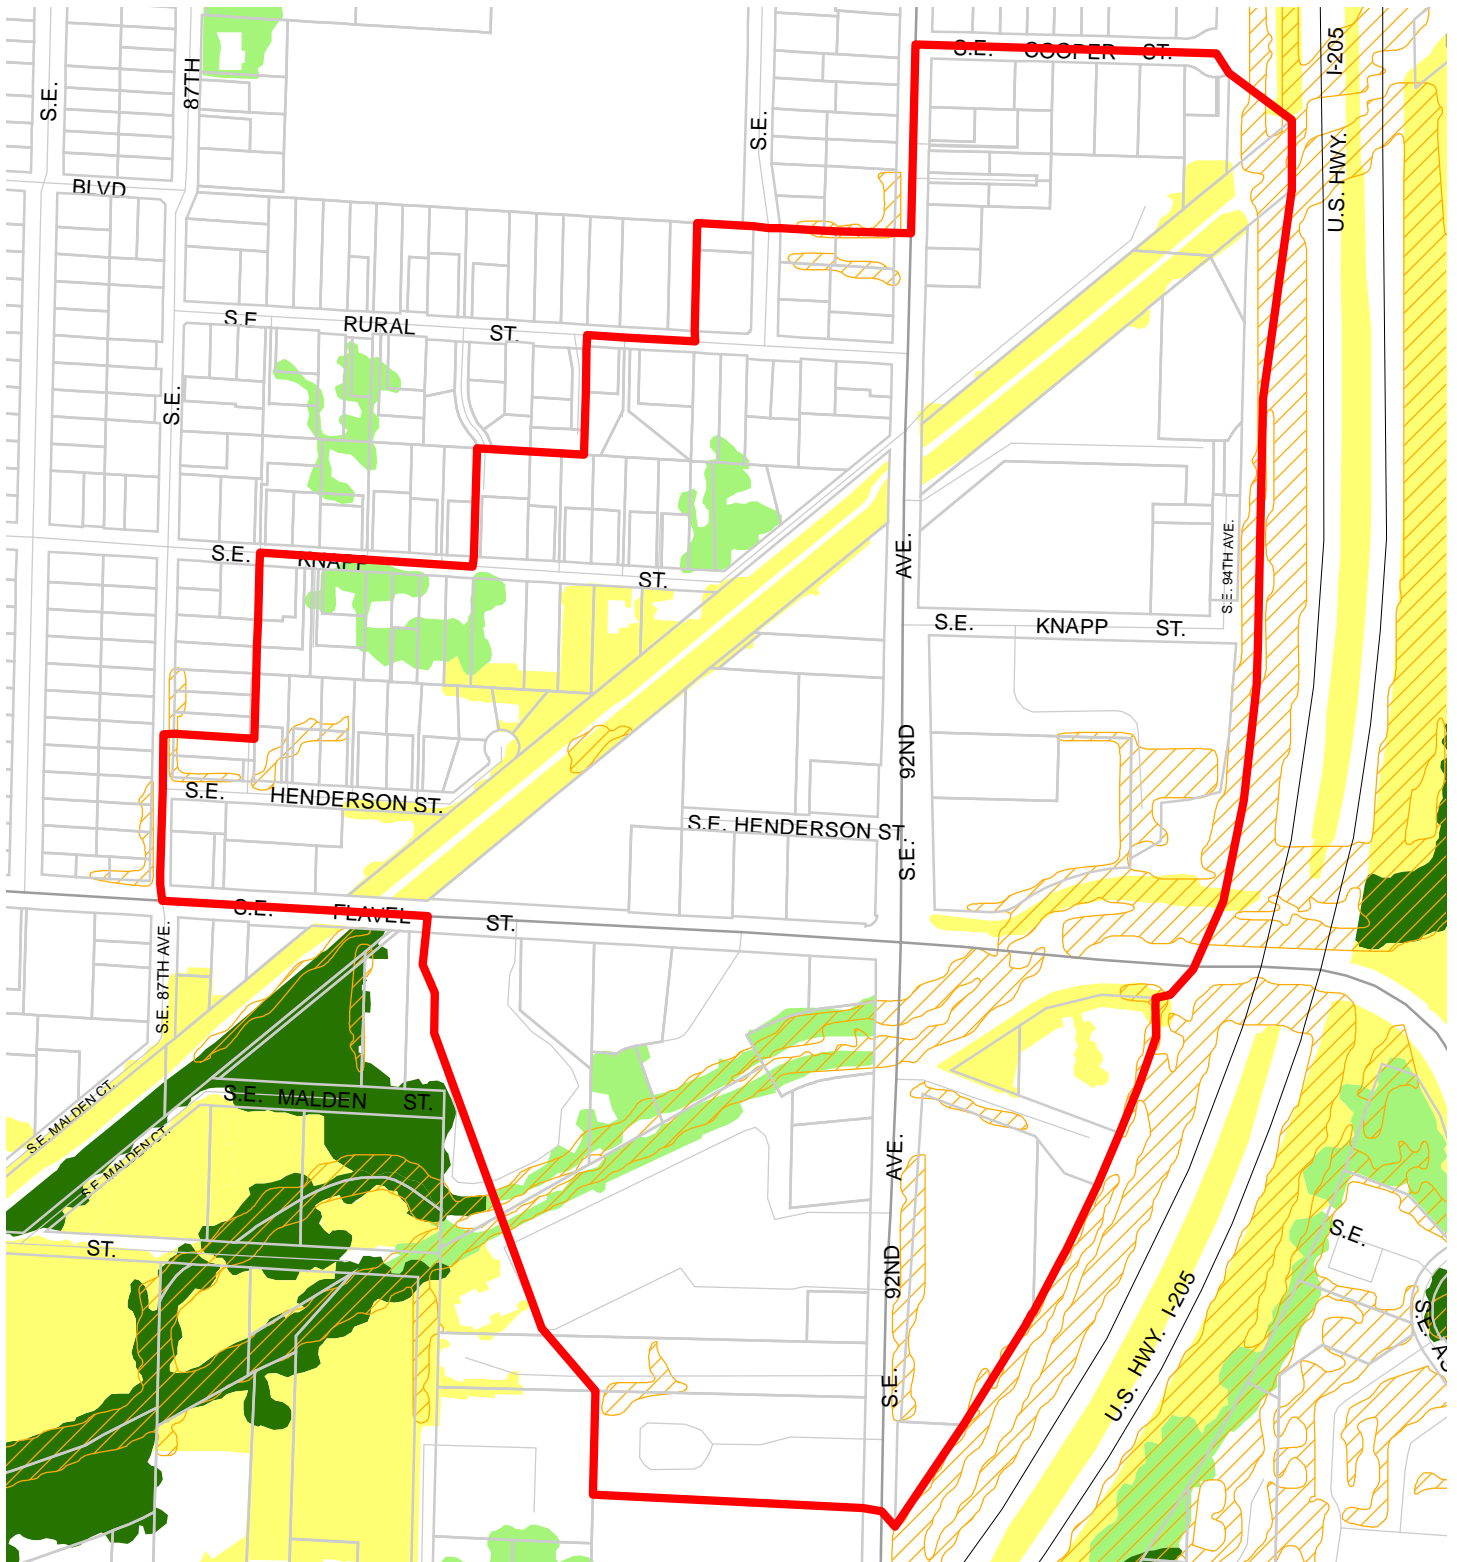 S.E. COOPER ST.
I-205
U.S. HWY.
S.E.
87TH
S.E.
BLVD
S.E. RURAL ST.
S.E.
S.E. KNAPP ST.
AVE.
S.E. 94TH AVE.
S.E. KNAPP ST.
92ND
S.E. HENDERSON ST.
S.E. HENDERSON ST.
S.E.
S.E. FLAVEL ST.
S.E. 87TH AVE.
S.E. MALDEN ST.
S.E. MALDEN CT.
S.E. MALDEN CT.
AVE.
ST.
92ND
S.E.
S.E.
U.S. HWY. I-205
S.E.